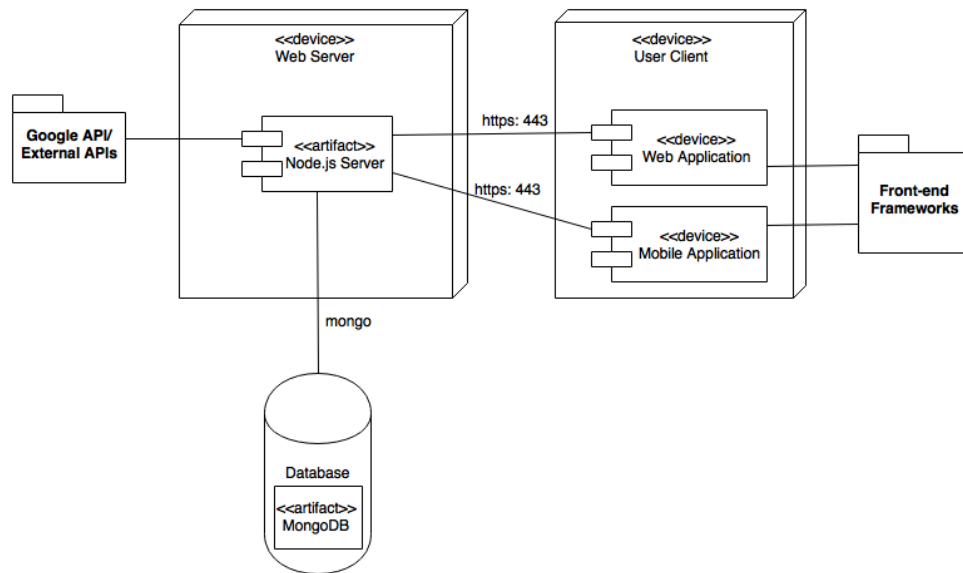 <<device>>
Web Server
<<device>>
User Client
Google API/
External APIs
<<artifact>>
Node.js Server
https: 443
https: 443
<<device>>
Web Application
<<device>>
Mobile Application
Front-end
Frameworks
mongo
Database
<<artifact>>
MongoDB